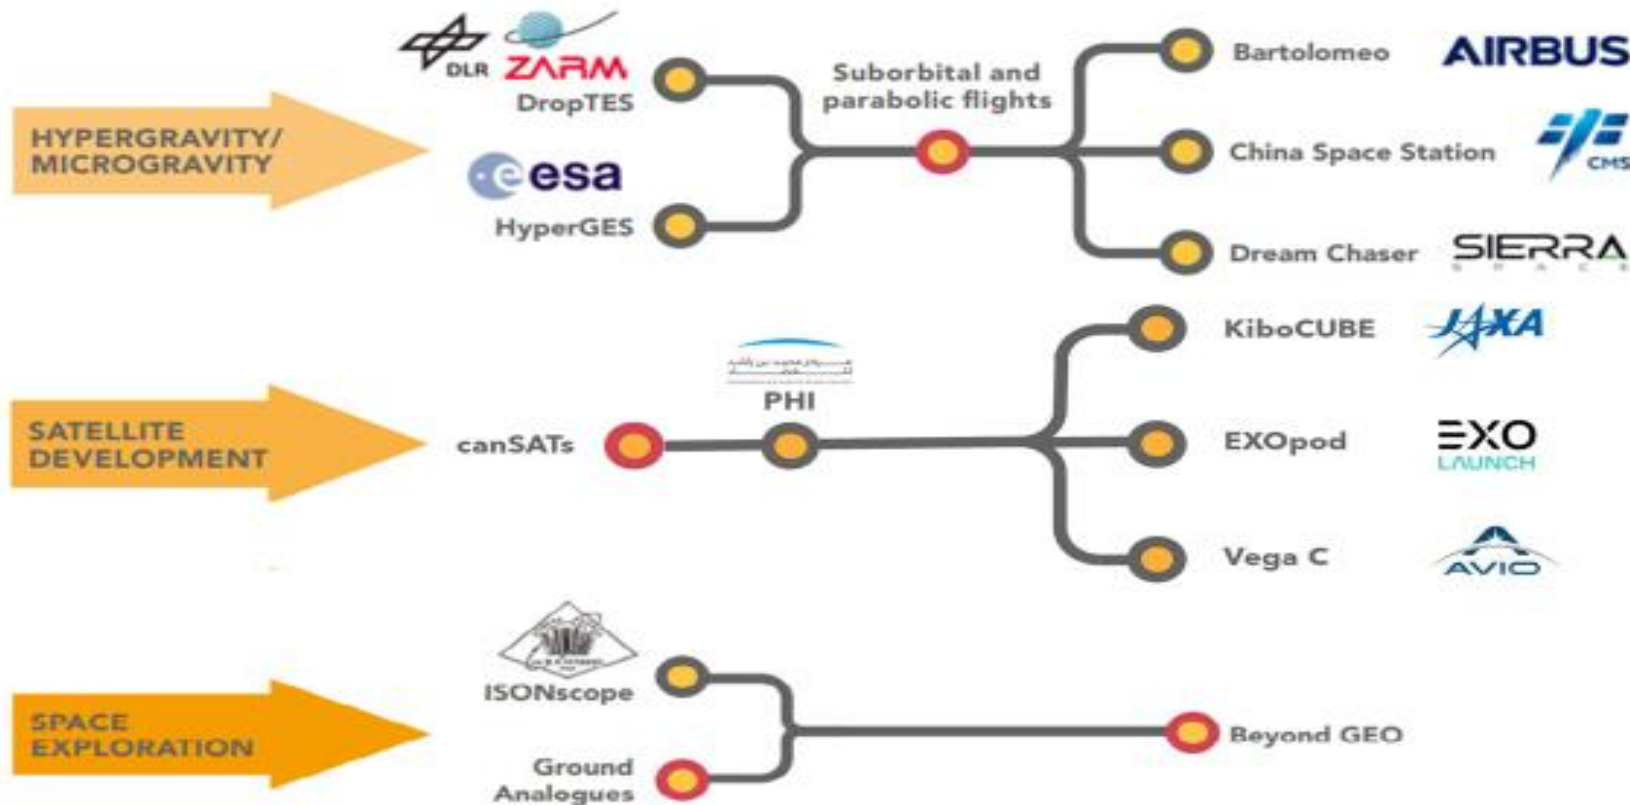 DLR
ZARM
DropTES
HYPERGRAVITY/
MICROGRAVITY
esa
HyperGES
Suborbital and
parabolic flights
Bartolomeo
AIRBUS
China Space Station
CMS
Dream Chaser
SIERRA
SPACE
SATELLITE
DEVELOPMENT
canSATs
PHI
KiboCUBE
JAXA
EXOpod
EXO
LAUNCH
Vega C
AVIO
SPACE
EXPLORATION
ISONscope
Ground
Analogues
Beyond GEO